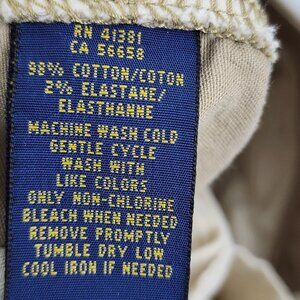 RN 41381
CA 56658
98% COTTON/COTON
2% ELASTANE/
ELASTHANNE
MACHINE WASH COLD
GENTLE CYCLE
WASH WITH
LIKE COLORS
ONLY NON-CHLORINE
BLEACH WHEN NEEDED
REMOVE PROMPTLY
TUMBLE DRY LOW
COOL IRON IF NEEDED